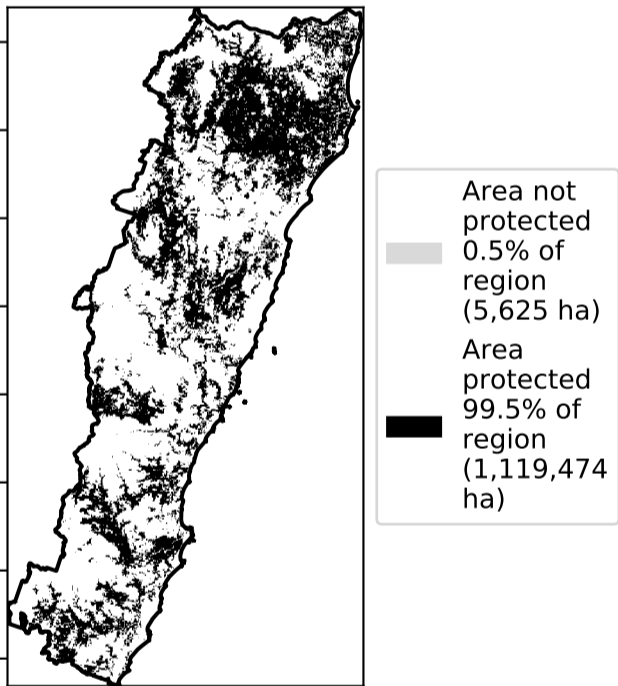 Area not
protected
0.5% of
region
(5,625 ha)
Area
protected
99.5% of
region
(1,119,474
ha)